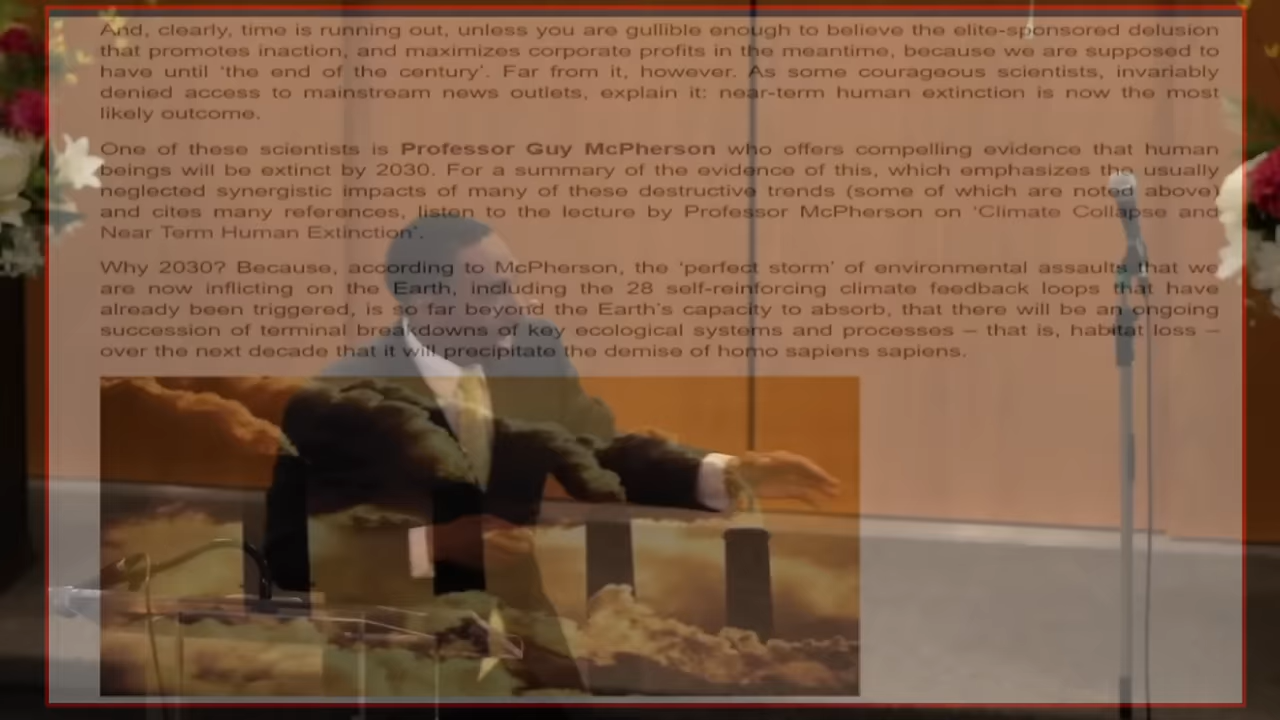 And, clearly, time is running out, unless you are gullible enough to believe the elite-sponsored delusion
that promotes inaction, and maximizes corporate profits in the meantime, because we are supposed to
have until ‘the end of the century’. Far from it, however. As some courageous scientists, invariably
denied access to mainstream news outlets, explain it: near-term human extinction is now the most
likely outcome.
One of these scientists is Professor Guy McPherson who offers compelling evidence that human
beings will be extinct by 2030. For a summary of the evidence of this, which emphasizes the usually
neglected synergistic impacts of many of these destructive trends (some of which are noted above)
and cites many references, listen to the lecture by Professor McPherson on ‘Climate Collapse and
Near Term Human Extinction’.
Why 2030? Because, according to McPherson, the ‘perfect storm’ of environmental assaults that we
are now inflicting on the Earth, including the 28 self-reinforcing climate feedback loops that have
already been triggered, is so far beyond the Earth’s capacity to absorb, that there will be an ongoing
succession of terminal breakdowns of key ecological systems and processes – that is, habitat loss –
over the next decade that it will precipitate the demise of homo sapiens sapiens.